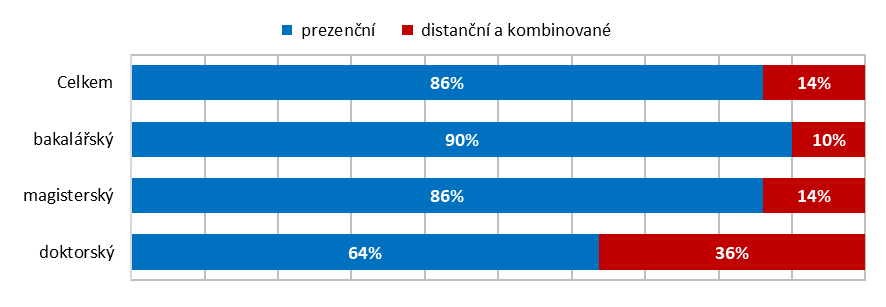 prezenční distanční a kombinované
Celkem 86% 14%
bakalářský 90% 10%
magisterský 86% 14%
doktorský 64% 36%